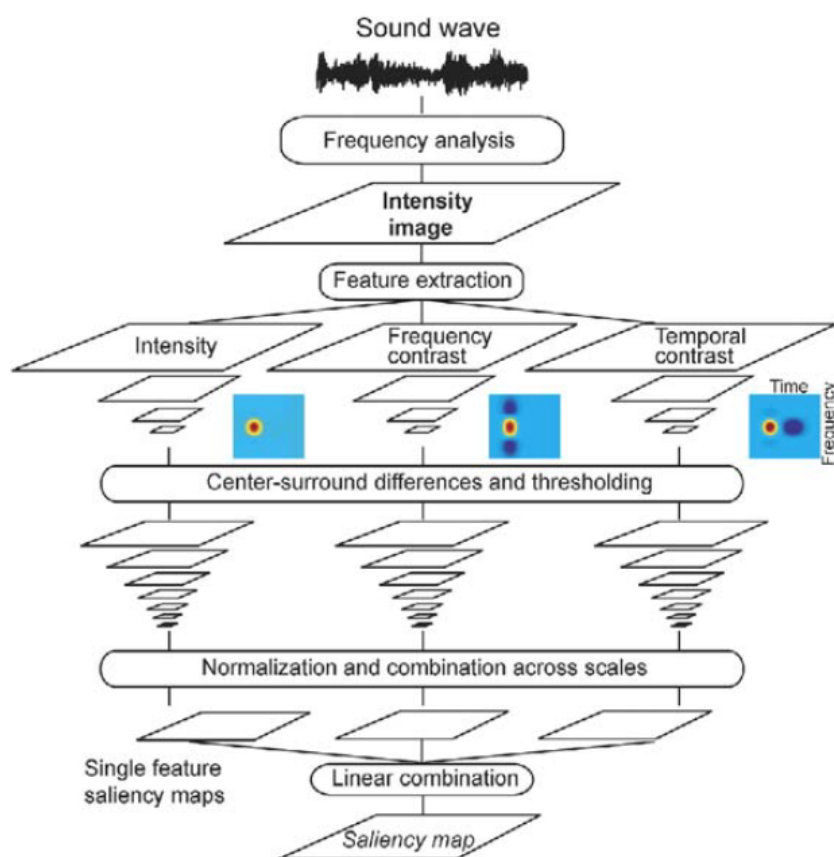 Sound wave
Frequency analysis
Intensity
image
Feature extraction
Intensity
Frequency
contrast
Temporal
contrast
Time
Frequency
Center-surround differences and thresholding
Normalization and combination across scales
Single feature
saliency maps
Linear combination
Saliency map